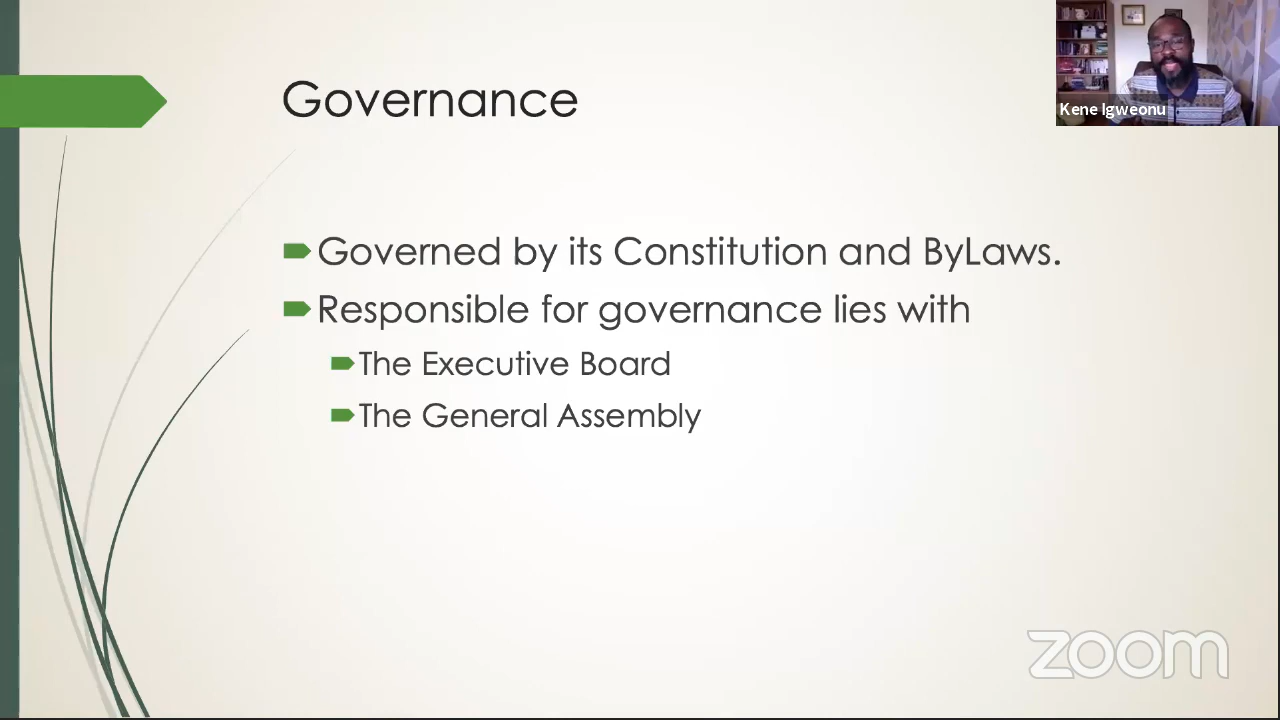 Governance
Kene Igweonu
Governed by its Constitution and ByLaws.
Responsible for governance lies with
The Executive Board
The General Assembly
zoom